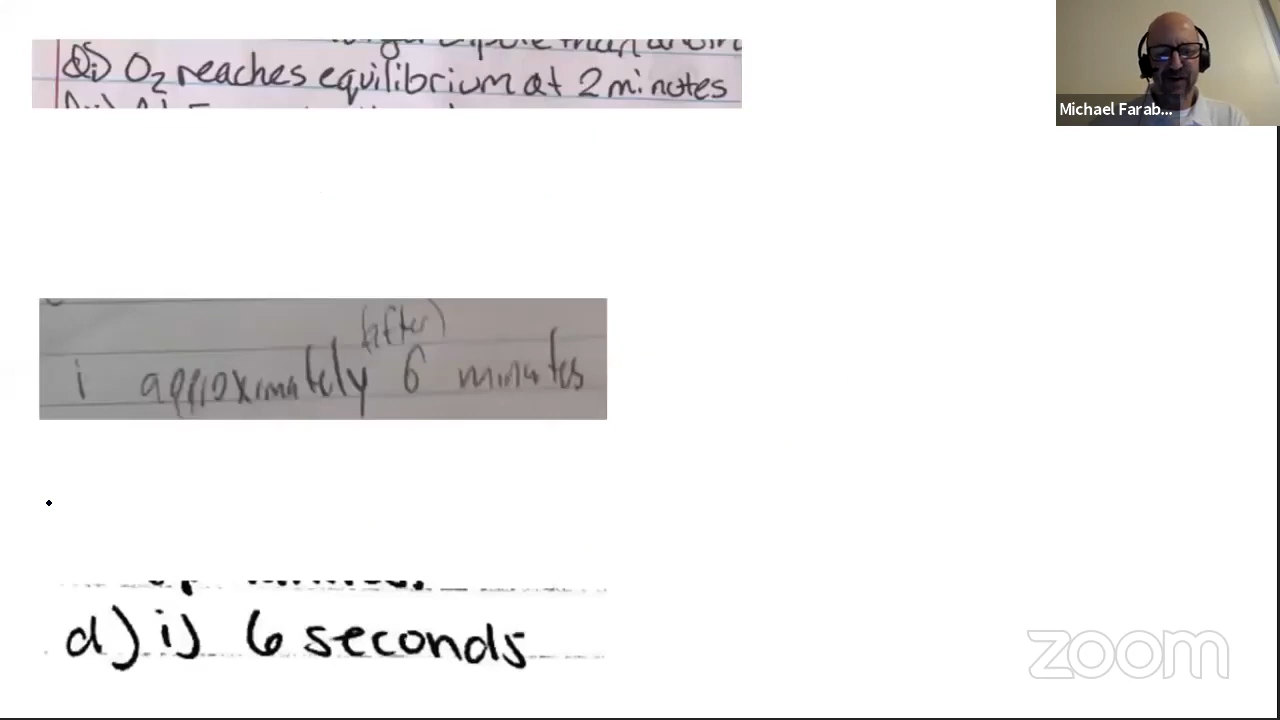 i) O₂ reaches equilibrium at 2 minutes
Michael Farab...
(after)
i approximately 6 minutes
d) i) 6 seconds
zoom